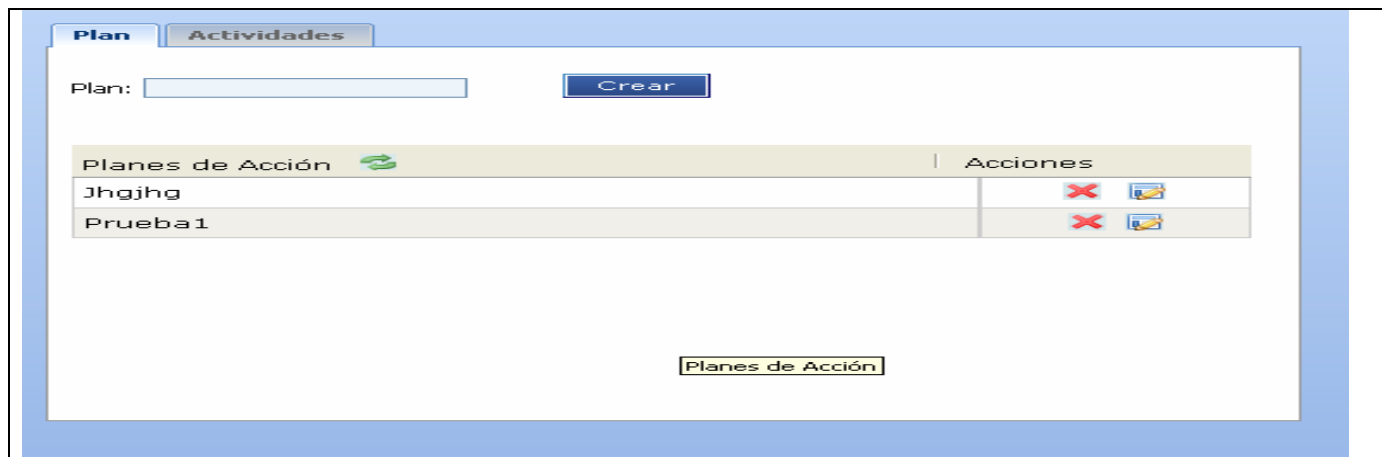 Plan Actividades
Plan: Crear
Planes de Acción Acciones
Jhgjhg
Prueba1
Planes de Acción